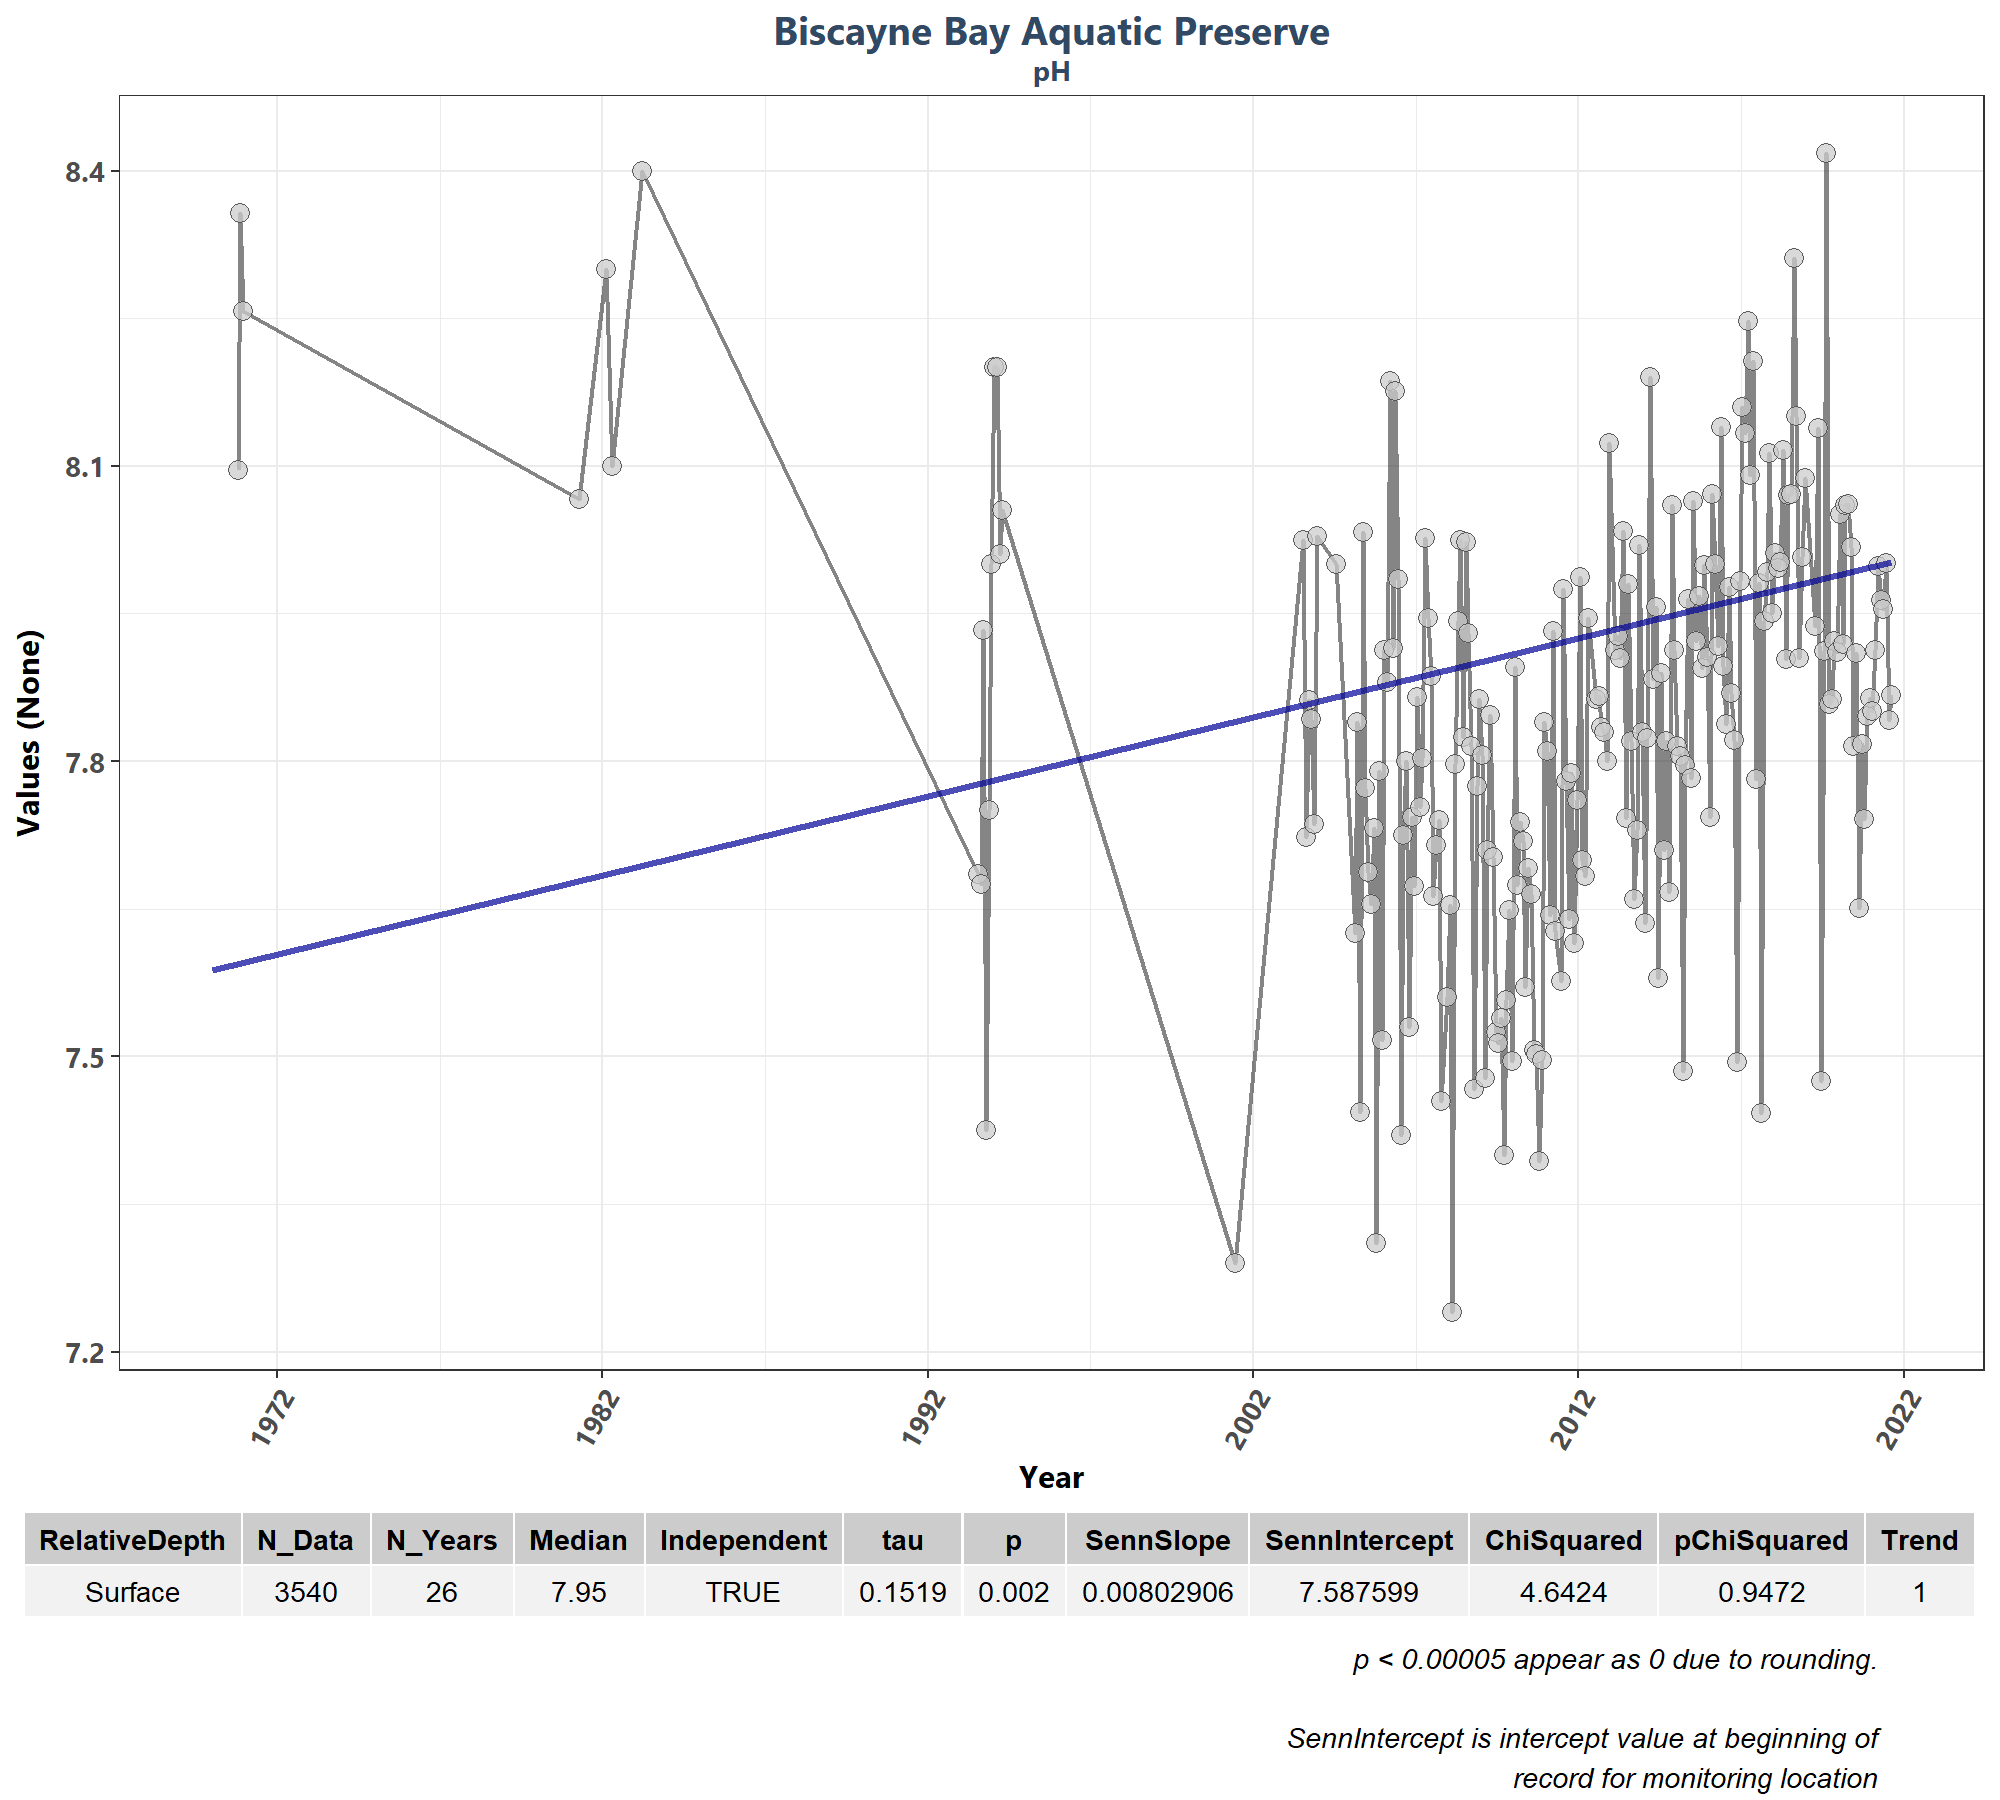 Biscayne Bay Aquatic Preserve
pH
8.4
8.1
7.8
7.5
7.2
Values (None)
1972 1982 1992 2002 2012 2022
Year
RelativeDepth N_Data N_Years Median Independent tau p SennSlope SennIntercept ChiSquared pChiSquared Trend
Surface 3540 26 7.95 TRUE 0.1519 0.002 0.00802906 7.587599 4.6424 0.9472 1
p < 0.00005 appear as 0 due to rounding.
SennIntercept is intercept value at beginning of
record for monitoring location